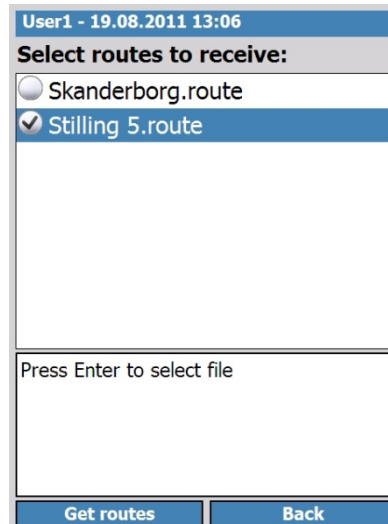 User1 - 19.08.2011 13:06
Select routes to receive:
Skanderborg.route
Stilling 5.route
Press Enter to select file
Get routes
Back